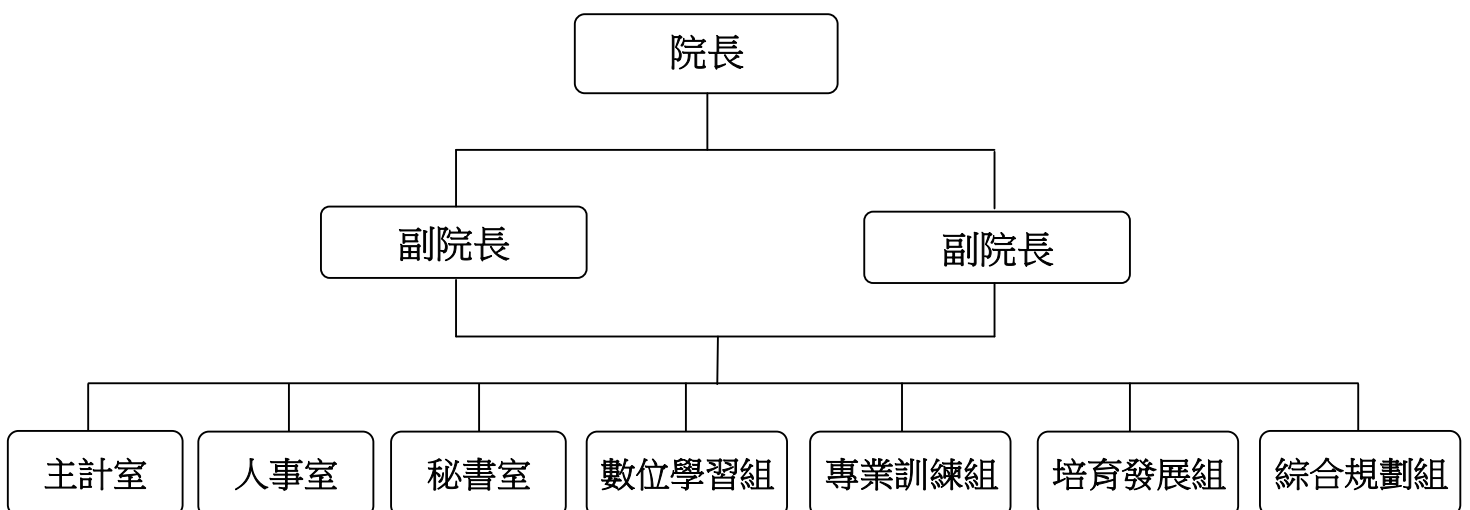 院長
副院長
副院長
主計室
人事室
秘書室
數位學習組
專業訓練組
培育發展組
綜合規劃組